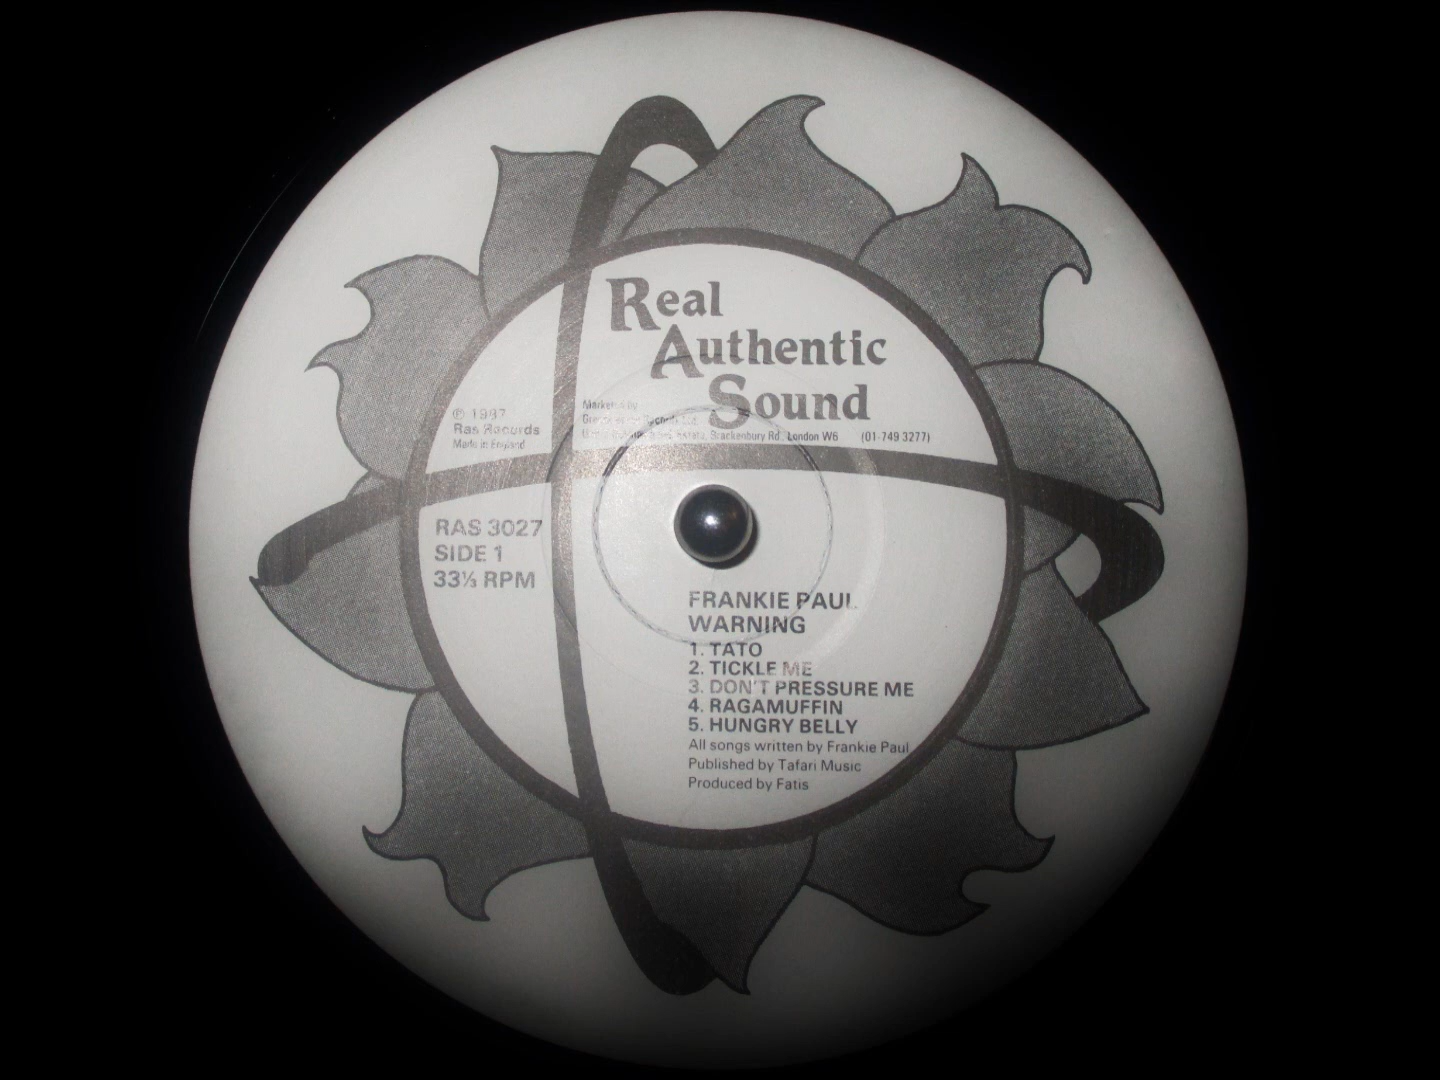 Real
Authentic
Sound
℗ 1987
Ras Records
Made in England
Marketed by
Brackenbury Rd. London W6 (01-749 3277)
RAS 3027
SIDE 1
33⅓ RPM
FRANKIE PAUL
WARNING
1. TATO
2. TICKLE ME
3. DON'T PRESSURE ME
4. RAGAMUFFIN
5. HUNGRY BELLY
All songs written by Frankie Paul
Published by Tafari Music
Produced by Fatis